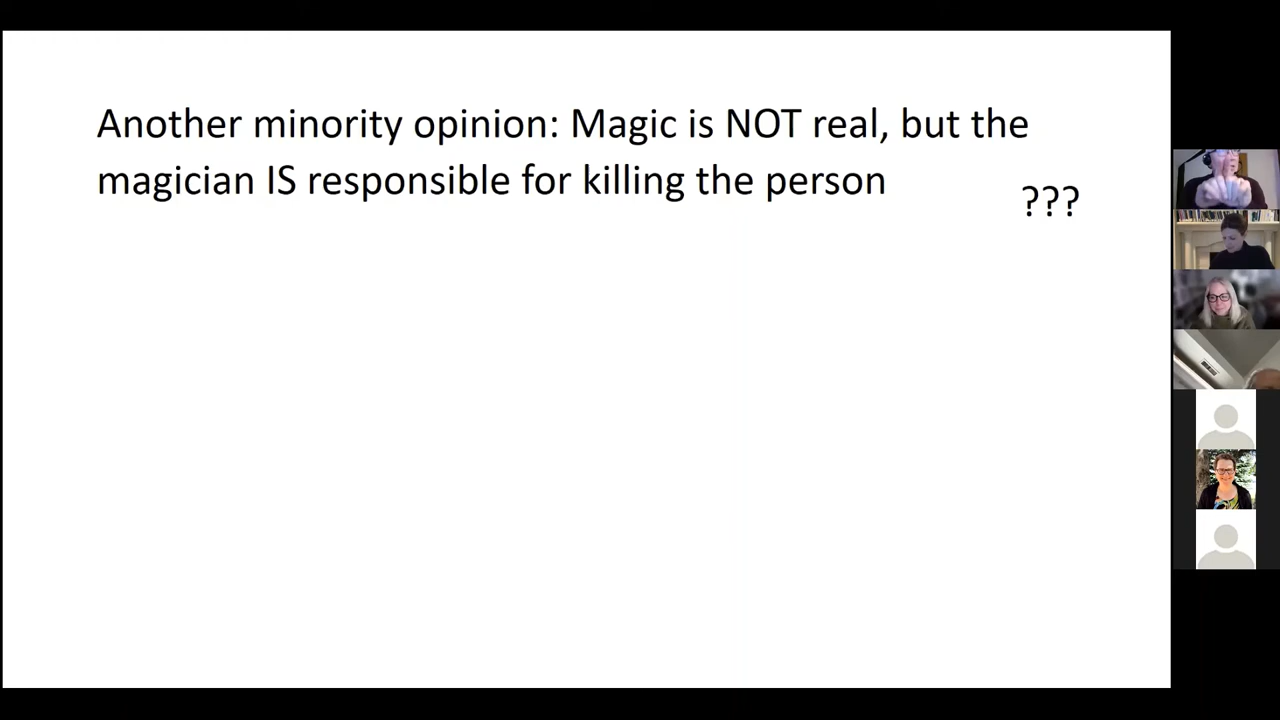 Another minority opinion: Magic is NOT real, but the
magician IS responsible for killing the person
???